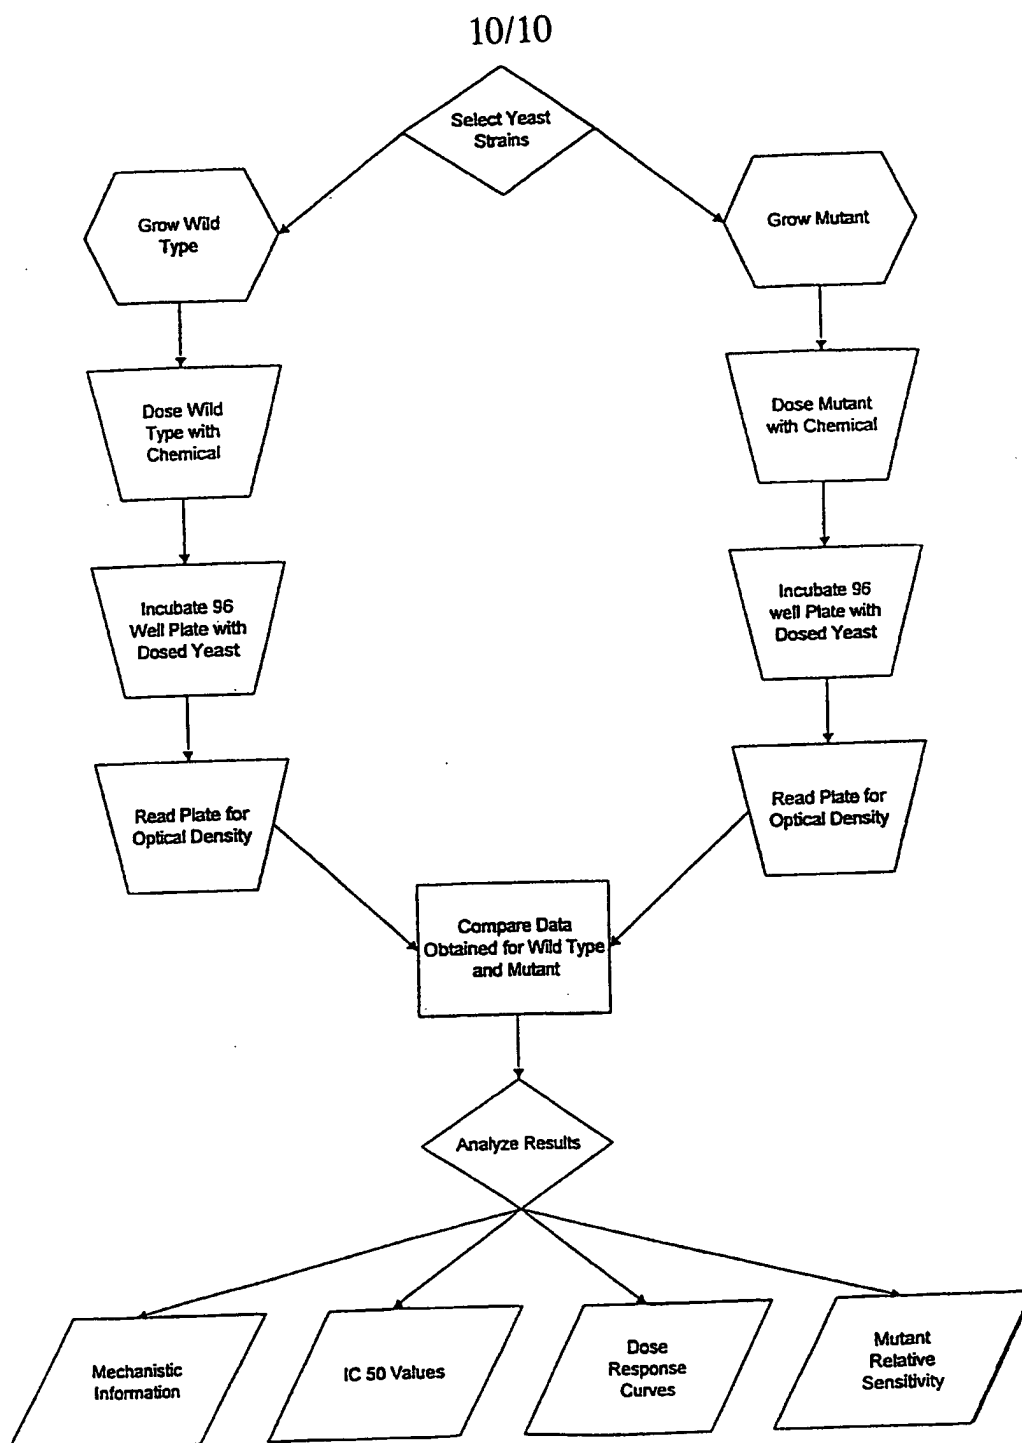 10/10
Select Yeast
Strains
Grow Wild
Type
Grow Mutant
Dose Wild
Type with
Chemical
Dose Mutant
with Chemical
Incubate 96
Well Plate with
Dosed Yeast
Incubate 96
well Plate with
Dosed Yeast
Read Plate for
Optical Density
Read Plate for
Optical Density
Compare Data
Obtained for Wild Type
and Mutant
Analyze Results
Mechanistic
Information
IC 50 Values
Dose
Response
Curves
Mutant
Relative
Sensitivity